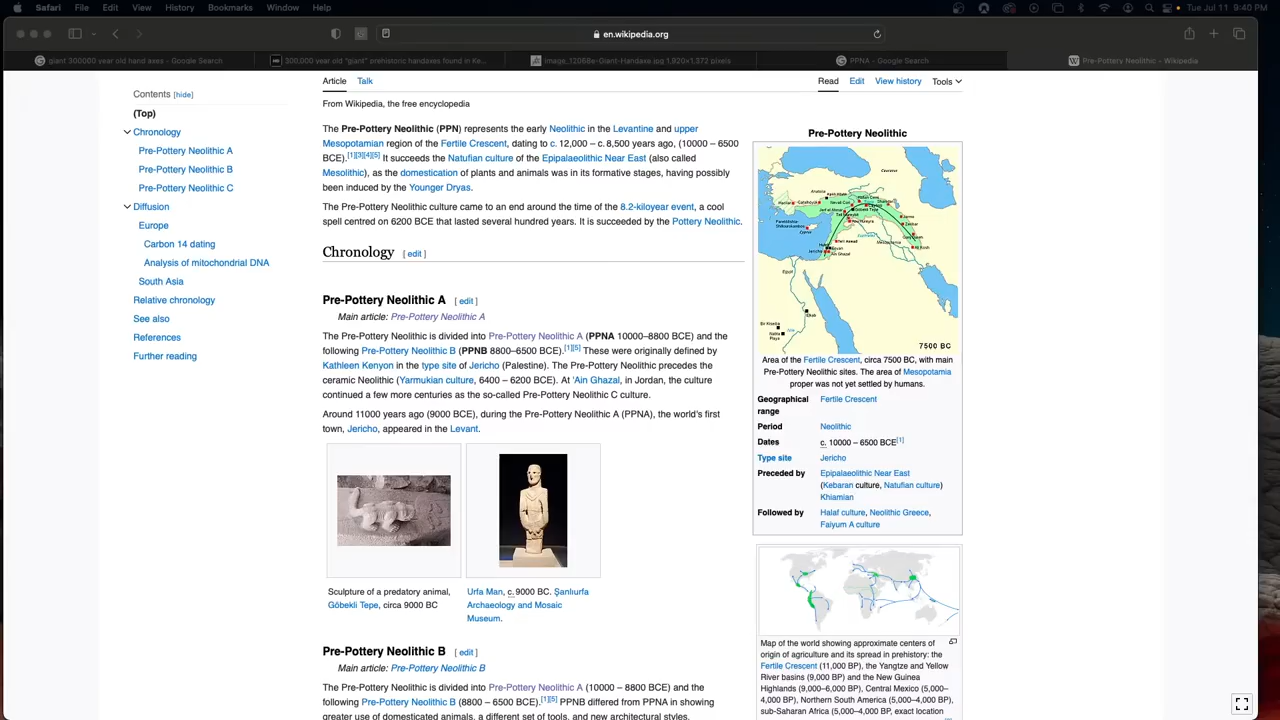 Safari File Edit View History Bookmarks Window Help
Tue Jul 11 9:40 PM
en.wikipedia.org
giant 300000 year old hand axes - Google Search
300,000 year old "giant" prehistoric handaxes found in Ke...
image_12068e-Giant-Handaxe.jpg 1,920×1,372 pixels
PPNA - Google Search
Pre-Pottery Neolithic - Wikipedia
Contents [hide]
(Top)
Chronology
Pre-Pottery Neolithic A
Pre-Pottery Neolithic B
Pre-Pottery Neolithic C
Diffusion
Europe
Carbon 14 dating
Analysis of mitochondrial DNA
South Asia
Relative chronology
See also
References
Further reading
Article Talk
Read Edit View history Tools
From Wikipedia, the free encyclopedia
The Pre-Pottery Neolithic (PPN) represents the early Neolithic in the Levantine and upper
Mesopotamian region of the Fertile Crescent, dating to c. 12,000 – c. 8,500 years ago, (10000 – 6500
BCE).[1][3][4][5] It succeeds the Natufian culture of the Epipalaeolithic Near East (also called
Mesolithic), as the domestication of plants and animals was in its formative stages, having possibly
been induced by the Younger Dryas.
The Pre-Pottery Neolithic culture came to an end around the time of the 8.2-kiloyear event, a cool
spell centred on 6200 BCE that lasted several hundred years. It is succeeded by the Pottery Neolithic.
Chronology [ edit ]
Pre-Pottery Neolithic A [ edit ]
Main article: Pre-Pottery Neolithic A
The Pre-Pottery Neolithic is divided into Pre-Pottery Neolithic A (PPNA 10000–8800 BCE) and the
following Pre-Pottery Neolithic B (PPNB 8800–6500 BCE).[1][5] These were originally defined by
Kathleen Kenyon in the type site of Jericho (Palestine). The Pre-Pottery Neolithic precedes the
ceramic Neolithic (Yarmukian culture, 6400 – 6200 BCE). At 'Ain Ghazal, in Jordan, the culture
continued a few more centuries as the so-called Pre-Pottery Neolithic C culture.
Around 11000 years ago (9000 BCE), during the Pre-Pottery Neolithic A (PPNA), the world's first
town, Jericho, appeared in the Levant.
Sculpture of a predatory animal,
Göbekli Tepe, circa 9000 BC
Urfa Man, c. 9000 BC. Şanlıurfa
Archaeology and Mosaic
Museum.
Pre-Pottery Neolithic B [ edit ]
Main article: Pre-Pottery Neolithic B
The Pre-Pottery Neolithic is divided into Pre-Pottery Neolithic A (10000 – 8800 BCE) and the
following Pre-Pottery Neolithic B (8800 – 6500 BCE).[1][5] PPNB differed from PPNA in showing
greater use of domesticated animals, a different set of tools, and new architectural styles.
Pre-Pottery Neolithic
7500 BC
Area of the Fertile Crescent, circa 7500 BC, with main
Pre-Pottery Neolithic sites. The area of Mesopotamia
proper was not yet settled by humans.
Geographical range Fertile Crescent
Period Neolithic
Dates c. 10000 – 6500 BCE[1]
Type site Jericho
Preceded by Epipalaeolithic Near East
(Kebaran culture, Natufian culture)
Khiamian
Followed by Halaf culture, Neolithic Greece,
Faiyum A culture
Map of the world showing approximate centers of
origin of agriculture and its spread in prehistory: the
Fertile Crescent (11,000 BP), the Yangtze and Yellow
River basins (9,000 BP) and the New Guinea
Highlands (9,000–6,000 BP), Central Mexico (5,000–
4,000 BP), Northern South America (5,000–4,000 BP),
sub-Saharan Africa (5,000–4,000 BP, exact location